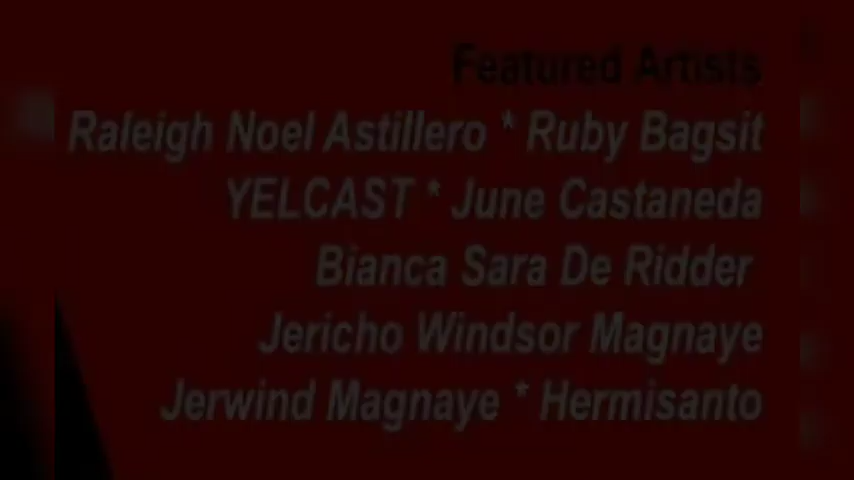 Featured Artists
Raleigh Noel Astillero * Ruby Bagsit
YELCAST * June Castaneda
Bianca Sara De Ridder
Jericho Windsor Magnaye
Jerwind Magnaye * Hermisanto